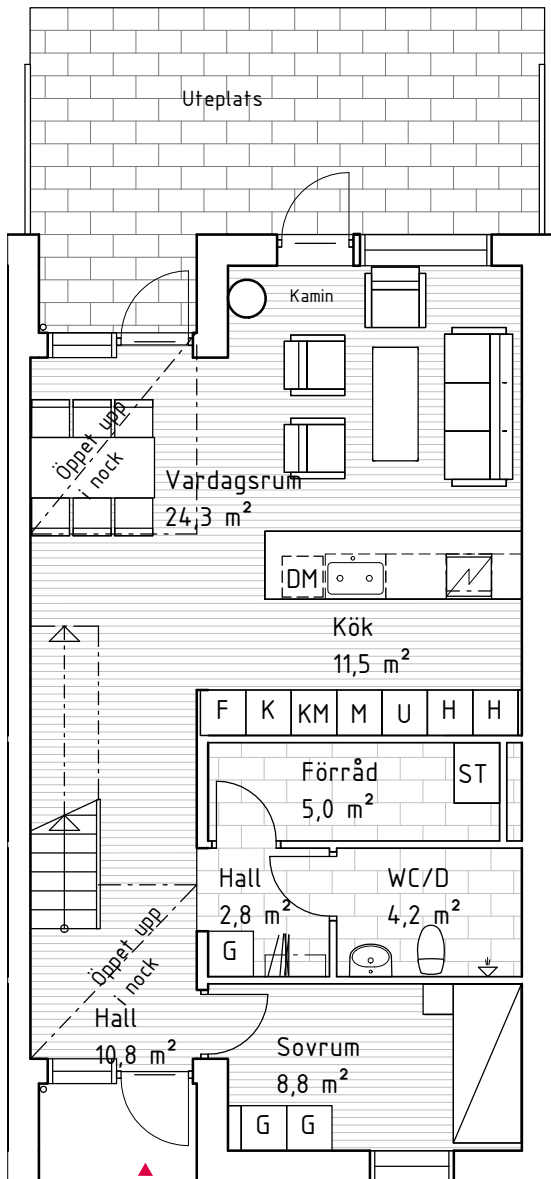 Uteplats
Kamin
Öppet upp
i nock
Vardagsrum
24,3 m²
DM
Kök
11,5 m²
F
K
KM
M
U
H
H
Förråd
5,0 m²
ST
Hall
2,8 m²
WC/D
4,2 m²
G
Öppet upp
i nock
Hall
10,8 m²
Sovrum
8,8 m²
G
G